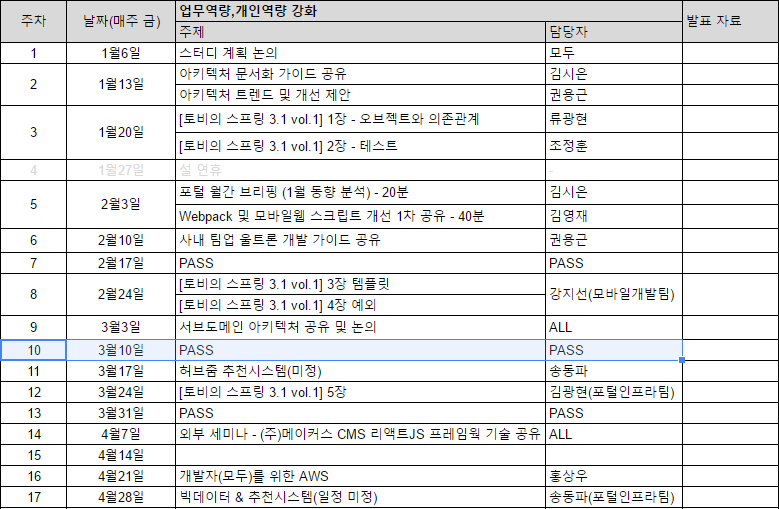 주차 날짜(매주 금) 업무역량,개인역량 강화 발표 자료
주제 담당자
1 1월6일 스터디 계획 논의 모두
2 1월13일 아키텍처 문서화 가이드 공유 김시은
아키텍처 트렌드 및 개선 제안 권용근
3 1월20일 [토비의 스프링 3.1 vol.1] 1장 - 오브젝트와 의존관계 류광현
[토비의 스프링 3.1 vol.1] 2장 - 테스트 조정훈
4 1월27일 설 연휴 -
5 2월3일 포털 월간 브리핑 (1월 동향 분석) - 20분 김시은
Webpack 및 모바일웹 스크립트 개선 1차 공유 - 40분 김영재
6 2월10일 사내 팀업 울트론 개발 가이드 공유 권용근
7 2월17일 PASS PASS
8 2월24일 [토비의 스프링 3.1 vol.1] 3장 템플릿 강지선(모바일개발팀)
[토비의 스프링 3.1 vol.1] 4장 예외
9 3월3일 서브도메인 아키텍처 공유 및 논의 ALL
10 3월10일 PASS PASS
11 3월17일 허브줌 추천시스템(미정) 송동파
12 3월24일 [토비의 스프링 3.1 vol.1] 5장 김광현(포털인프라팀)
13 3월31일 PASS PASS
14 4월7일 외부 세미나 - (주)메이커스 CMS 리액트JS 프레임웍 기술 공유 ALL
15 4월14일
16 4월21일 개발자(모두)를 위한 AWS 홍상우
17 4월28일 빅데이터 & 추천시스템(일정 미정) 송동파(포털인프라팀)